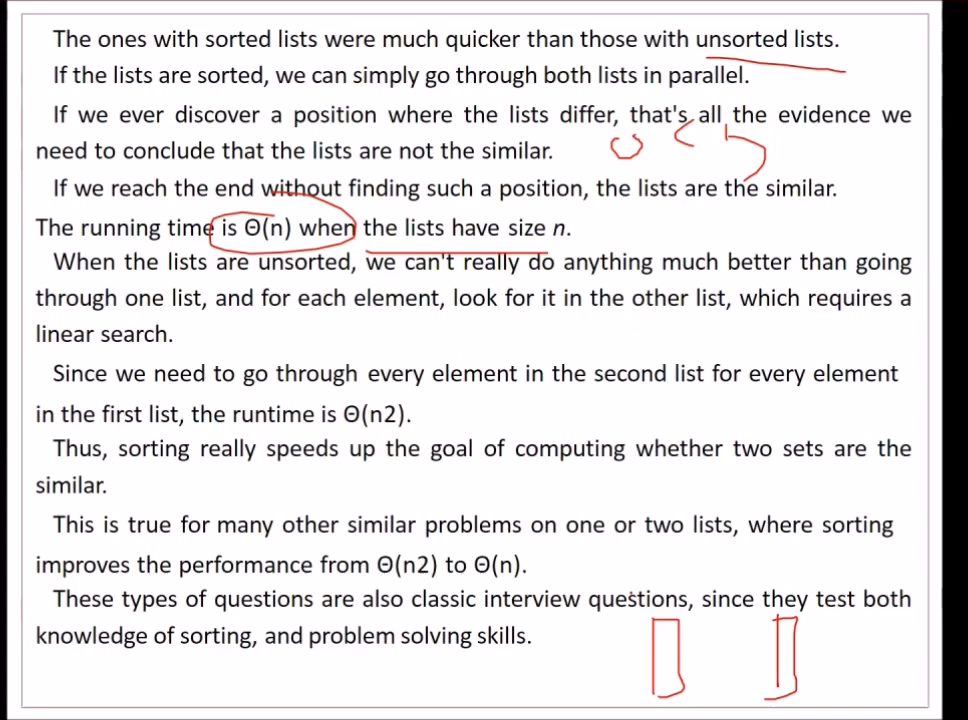 The ones with sorted lists were much quicker than those with unsorted lists.
If the lists are sorted, we can simply go through both lists in parallel.
If we ever discover a position where the lists differ, that's all the evidence we
need to conclude that the lists are not the similar.
If we reach the end without finding such a position, the lists are the similar.
The running time is Θ(n) when the lists have size n.
When the lists are unsorted, we can't really do anything much better than going
through one list, and for each element, look for it in the other list, which requires a
linear search.
Since we need to go through every element in the second list for every element
in the first list, the runtime is Θ(n2).
Thus, sorting really speeds up the goal of computing whether two sets are the
similar.
This is true for many other similar problems on one or two lists, where sorting
improves the performance from Θ(n2) to Θ(n).
These types of questions are also classic interview questions, since they test both
knowledge of sorting, and problem solving skills.